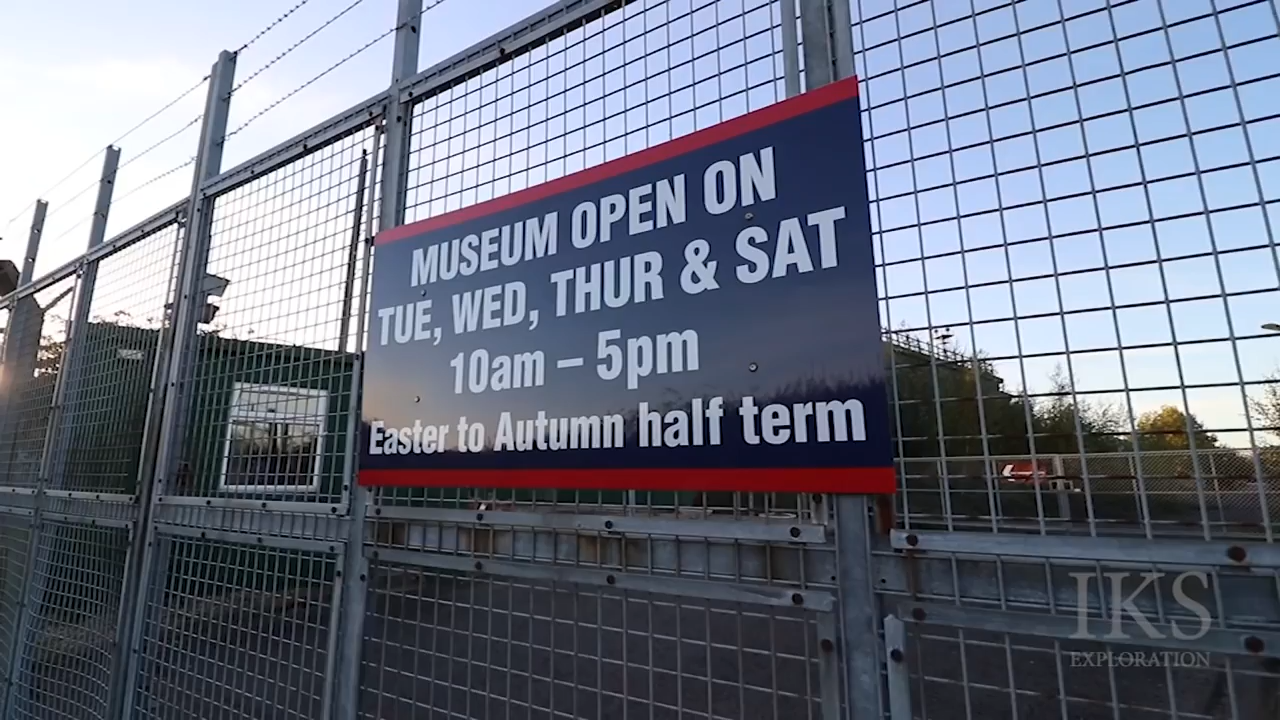 MUSEUM OPEN ON
TUE, WED, THUR & SAT
10am – 5pm
Easter to Autumn half term
IKS
EXPLORATION